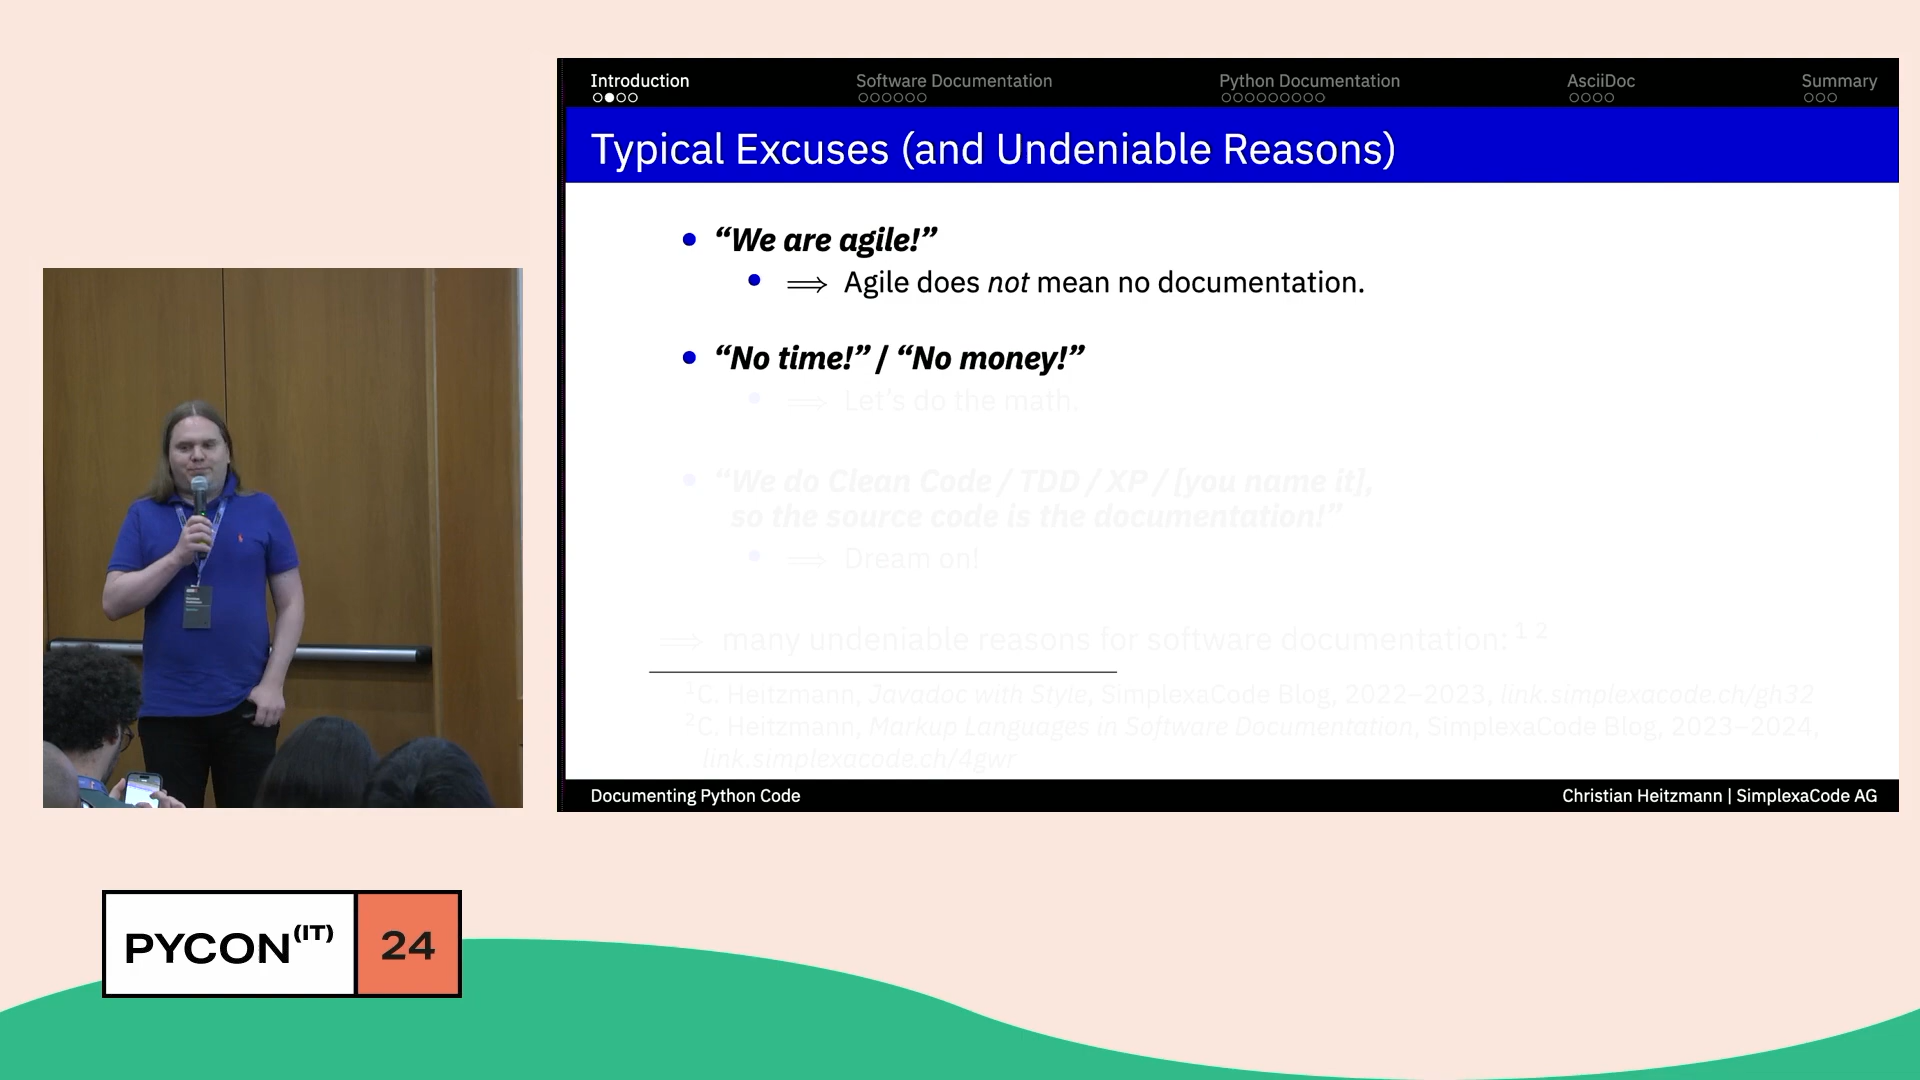 Introduction
Software Documentation
Python Documentation
AsciiDoc
Summary
Typical Excuses (and Undeniable Reasons)
“We are agile!”
⟹ Agile does not mean no documentation.
“No time!” / “No money!”
⟹ Let's do the math.
“We do Clean Code / TDD / XP / [you name it],
so the source code is the documentation!”
⟹ Dream on!
⟹ many undeniable reasons for software documentation: 1 2
1C. Heitzmann, Javadoc with Style, SimplexaCode Blog, 2022–2023, link.simplexacode.ch/gh32
2C. Heitzmann, Markup Languages in Software Documentation, SimplexaCode Blog, 2023–2024,
link.simplexacode.ch/4gwr
Documenting Python Code
Christian Heitzmann | SimplexaCode AG
PYCON(IT) 24